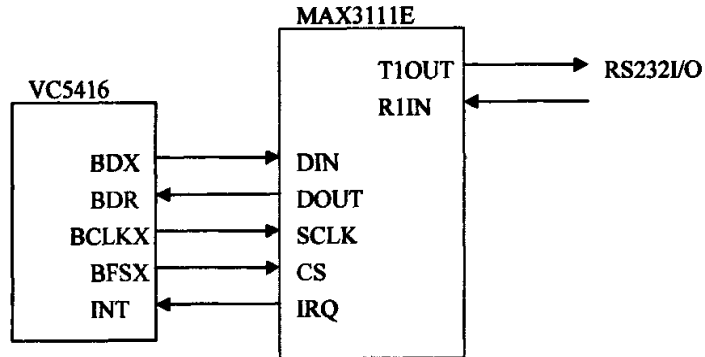 MAX3111E
T1OUT
RS232I/O
R1IN
VC5416
BDX
DIN
BDR
DOUT
BCLKX
SCLK
BFSX
CS
INT
IRQ